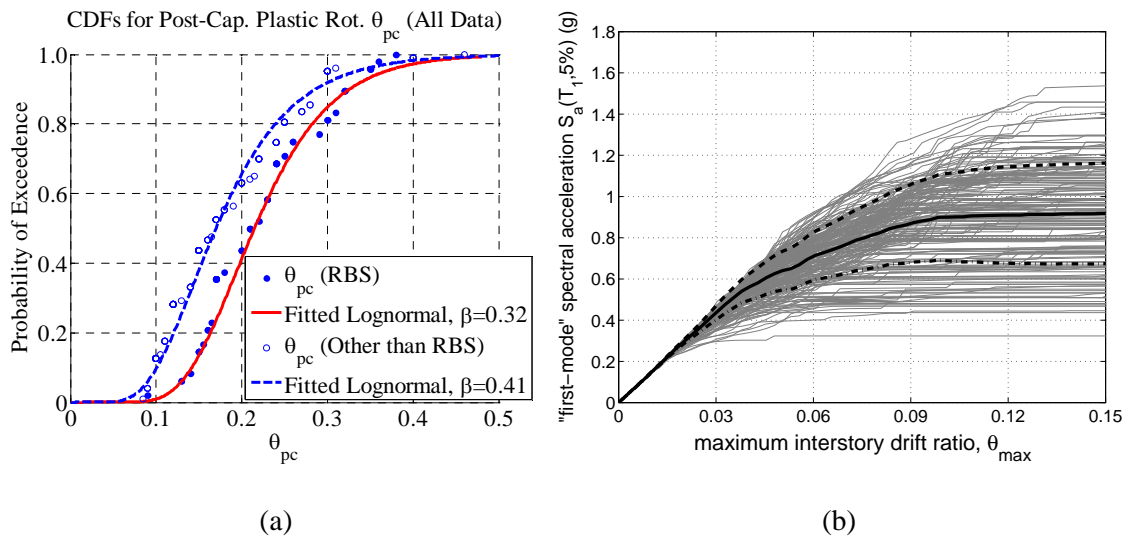 CDFs for Post-Cap. Plastic Rot. θpc (All Data)
Probability of Exceedence
1.0
0.8
0.6
0.4
0.2
0
0
0.1
0.2
0.3
0.4
0.5
θpc
θpc (RBS)
Fitted Lognormal, β=0.32
θpc (Other than RBS)
Fitted Lognormal, β=0.41
(a)
"first−mode" spectral acceleration Sa(T1,5%) (g)
1.8
1.6
1.4
1.2
1
0.8
0.6
0.4
0.2
0
0
0.03
0.06
0.09
0.12
0.15
maximum interstory drift ratio, θmax
(b)